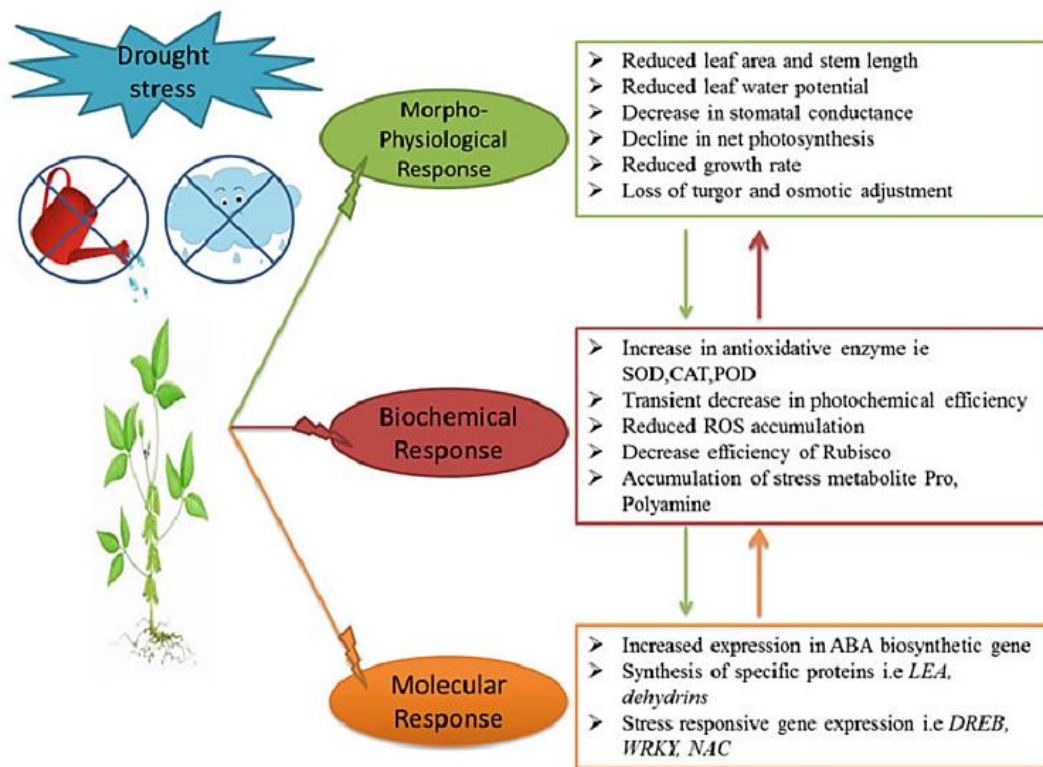 Drought
stress
Morpho-
Physiological
Response
➢ Reduced leaf area and stem length
➢ Reduced leaf water potential
➢ Decrease in stomatal conductance
➢ Decline in net photosynthesis
➢ Reduced growth rate
➢ Loss of turgor and osmotic adjustment
Biochemical
Response
➢ Increase in antioxidative enzyme ie
SOD,CAT,POD
➢ Transient decrease in photochemical efficiency
➢ Reduced ROS accumulation
➢ Decrease efficiency of Rubisco
➢ Accumulation of stress metabolite Pro,
Polyamine
Molecular
Response
➢ Increased expression in ABA biosynthetic gene
➢ Synthesis of specific proteins i.e LEA,
dehydrins
➢ Stress responsive gene expression i.e DREB,
WRKY, NAC